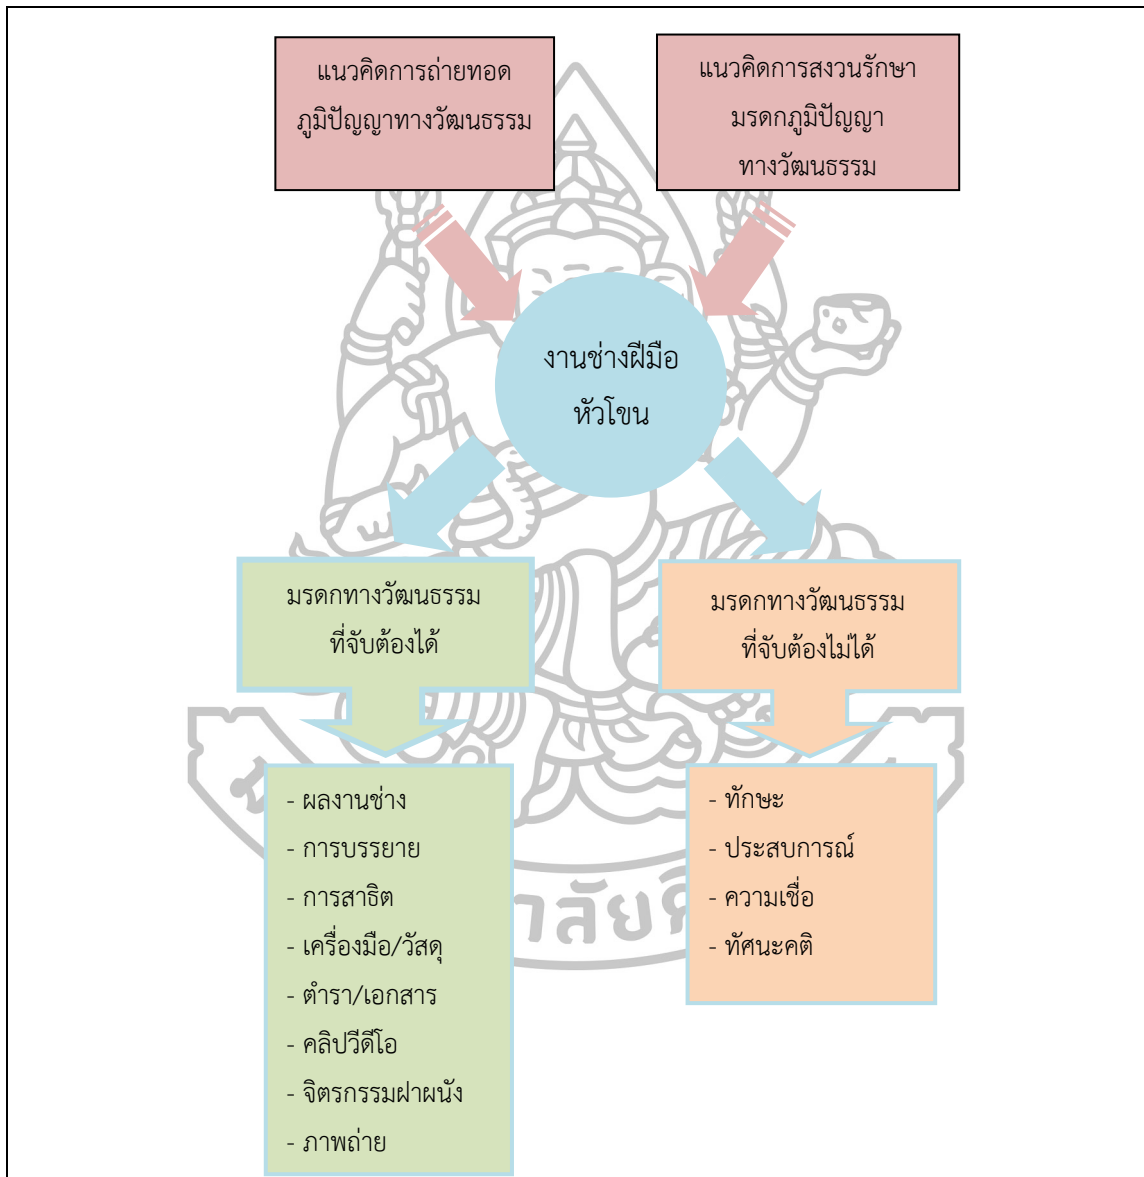 แนวคิดการถ่ายทอด
ภูมิปัญญาทางวัฒนธรรม
แนวคิดการสงวนรักษา
มรดกภูมิปัญญา
ทางวัฒนธรรม
งานช่างฝีมือ
หัวโขน
มรดกทางวัฒนธรรม
ที่จับต้องได้
มรดกทางวัฒนธรรม
ที่จับต้องไม่ได้
- ผลงานช่าง
- การบรรยาย
- การสาธิต
- เครื่องมือ/วัสดุ
- ตำรา/เอกสาร
- คลิปวีดีโอ
- จิตรกรรมฝาผนัง
- ภาพถ่าย
- ทักษะ
- ประสบการณ์
- ความเชื่อ
- ทัศนะคติ